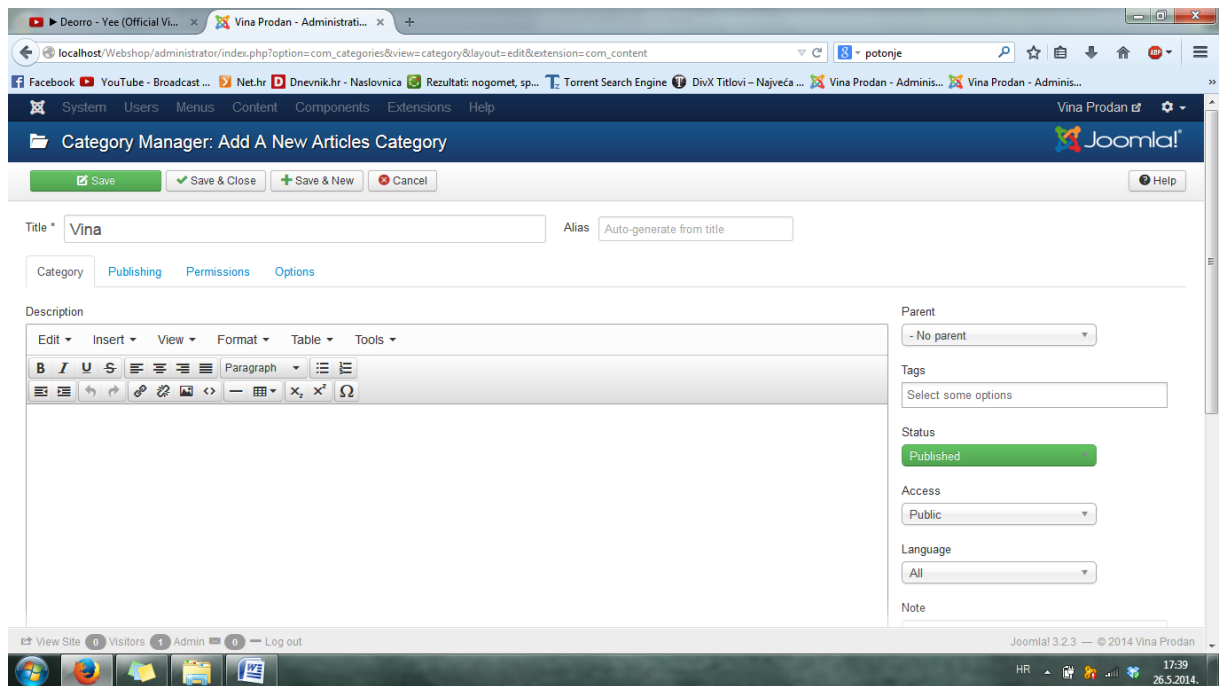 ▶ Deorro - Yee (Official Vi...
Vina Prodan - Administrati...
localhost/Webshop/administrator/index.php?option=com_categories&view=category&layout=edit&extension=com_content
potonje
Facebook YouTube - Broadcast ... Net.hr Dnevnik.hr - Naslovnica Rezultati: nogomet, sp... Torrent Search Engine DivX Titlovi – Najveća ... Vina Prodan - Adminis... Vina Prodan - Adminis... »
System Users Menus Content Components Extensions Help Vina Prodan
Category Manager: Add A New Articles Category Joomla!
Save Save & Close Save & New Cancel Help
Title * Vina Alias Auto-generate from title
Category Publishing Permissions Options
Description
Edit Insert View Format Table Tools
B I U S Paragraph
X₂ X² Ω
Parent
- No parent
Tags
Select some options
Status
Published
Access
Public
Language
All
Note
View Site 0 Visitors 1 Admin 0 Log out Joomla! 3.2.3 — © 2014 Vina Prodan
HR 17:39
26.5.2014.